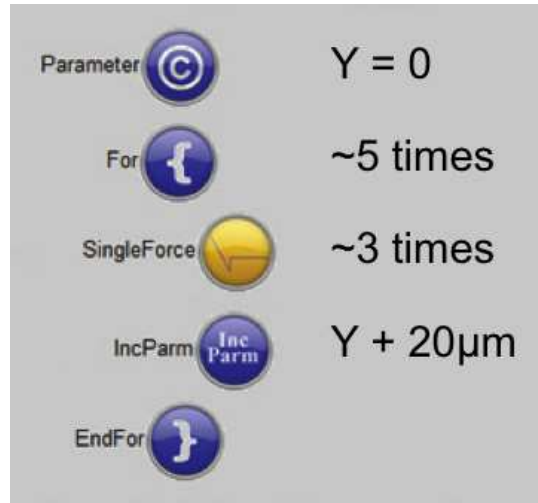 Parameter © Y = 0
For { ~5 times
SingleForce ~3 times
IncParm Inc Parm Y + 20µm
EndFor }